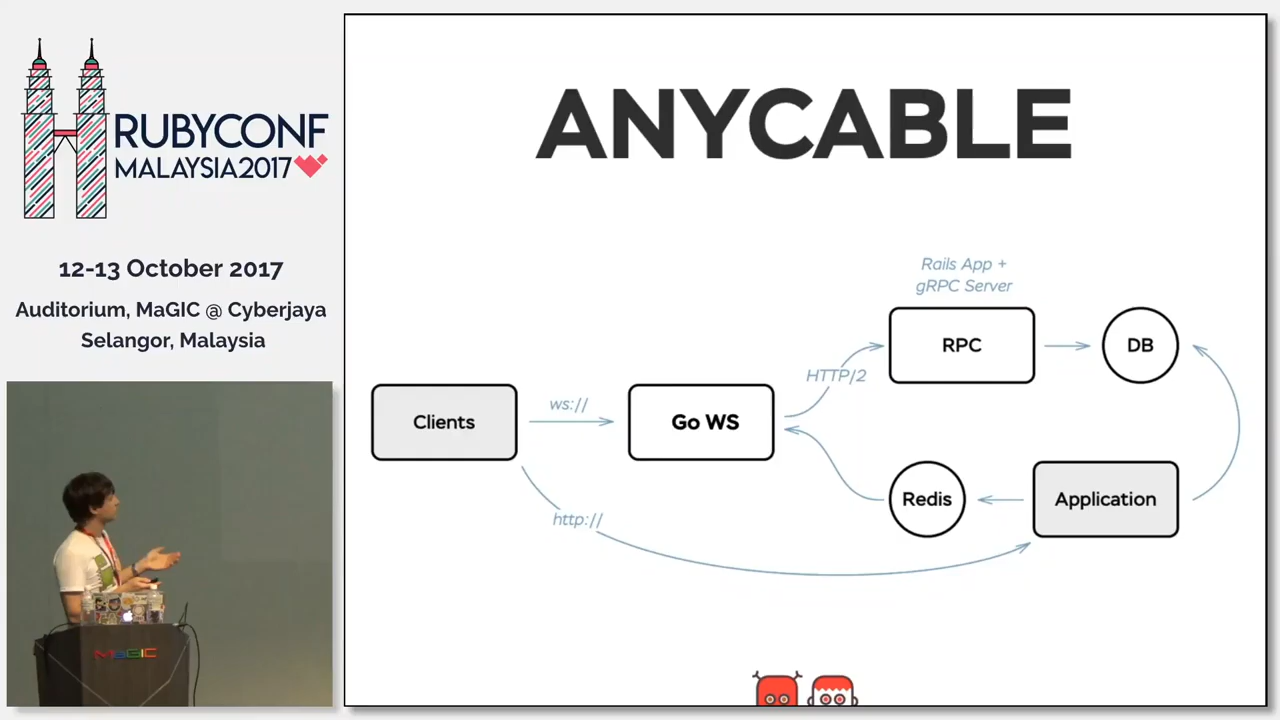 RUBYCONF
MALAYSIA2017
12-13 October 2017
Auditorium, MaGIC @ Cyberjaya
Selangor, Malaysia
MaGIC
ANYCABLE
Rails App +
gRPC Server
RPC
DB
HTTP/2
Clients
ws://
Go WS
Redis
Application
http://